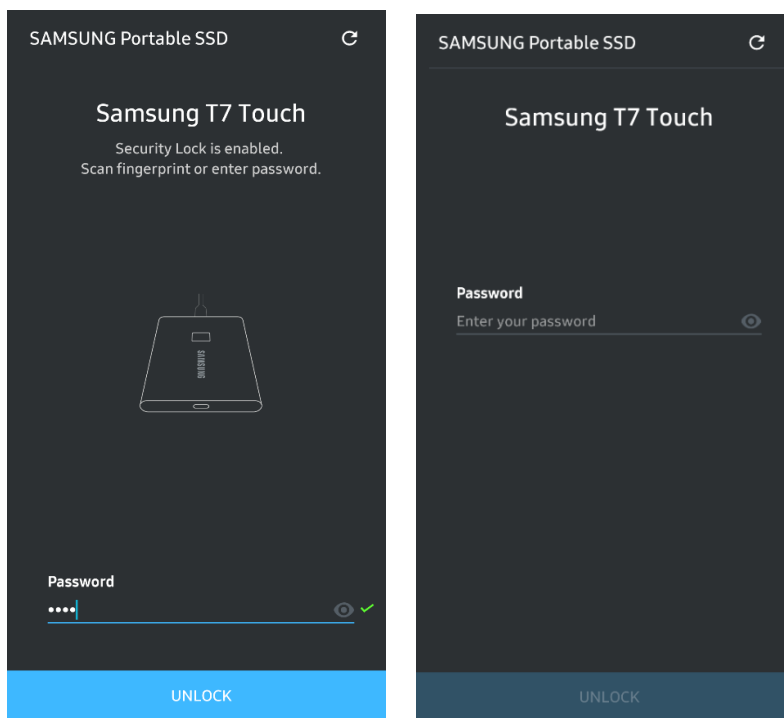 SAMSUNG Portable SSD
Samsung T7 Touch
Security Lock is enabled.
Scan fingerprint or enter password.
SAMSUNG
Password
••••
UNLOCK
SAMSUNG Portable SSD
Samsung T7 Touch
Password
Enter your password
UNLOCK